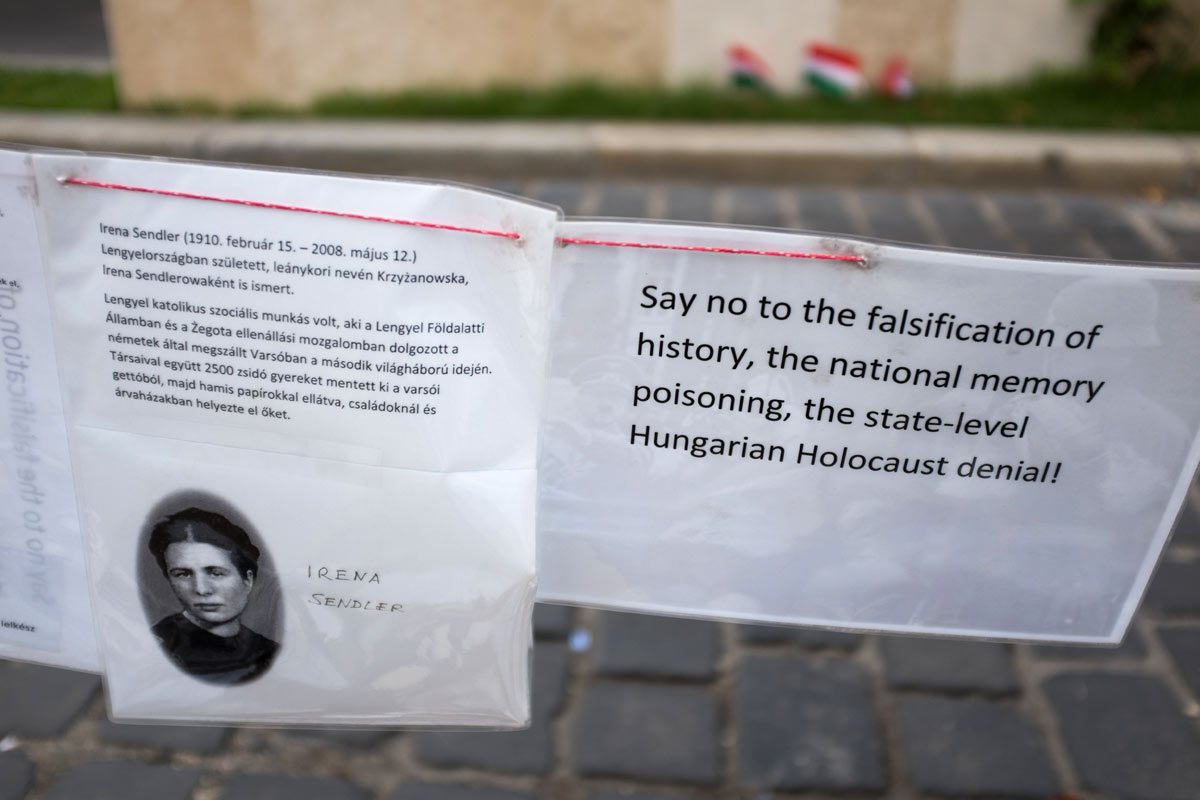 Irena Sendler (1910. február 15. – 2008. május 12.)
Lengyelországban született, leánykori nevén Krzyżanowska,
Irena Sendlerowaként is ismert.
Lengyel katolikus szociális munkás volt, aki a Lengyel Földalatti
Államban és a Żegota ellenállási mozgalomban dolgozott a
németek által megszállt Varsóban a második világháború idején.
Társaival együtt 2500 zsidó gyereket mentett ki a varsói
gettóból, majd hamis papírokkal ellátva, családoknál és
árvaházakban helyezte el őket.
IRENA
SENDLER
Say no to the falsification of
history, the national memory
poisoning, the state-level
Hungarian Holocaust denial!
lelkész